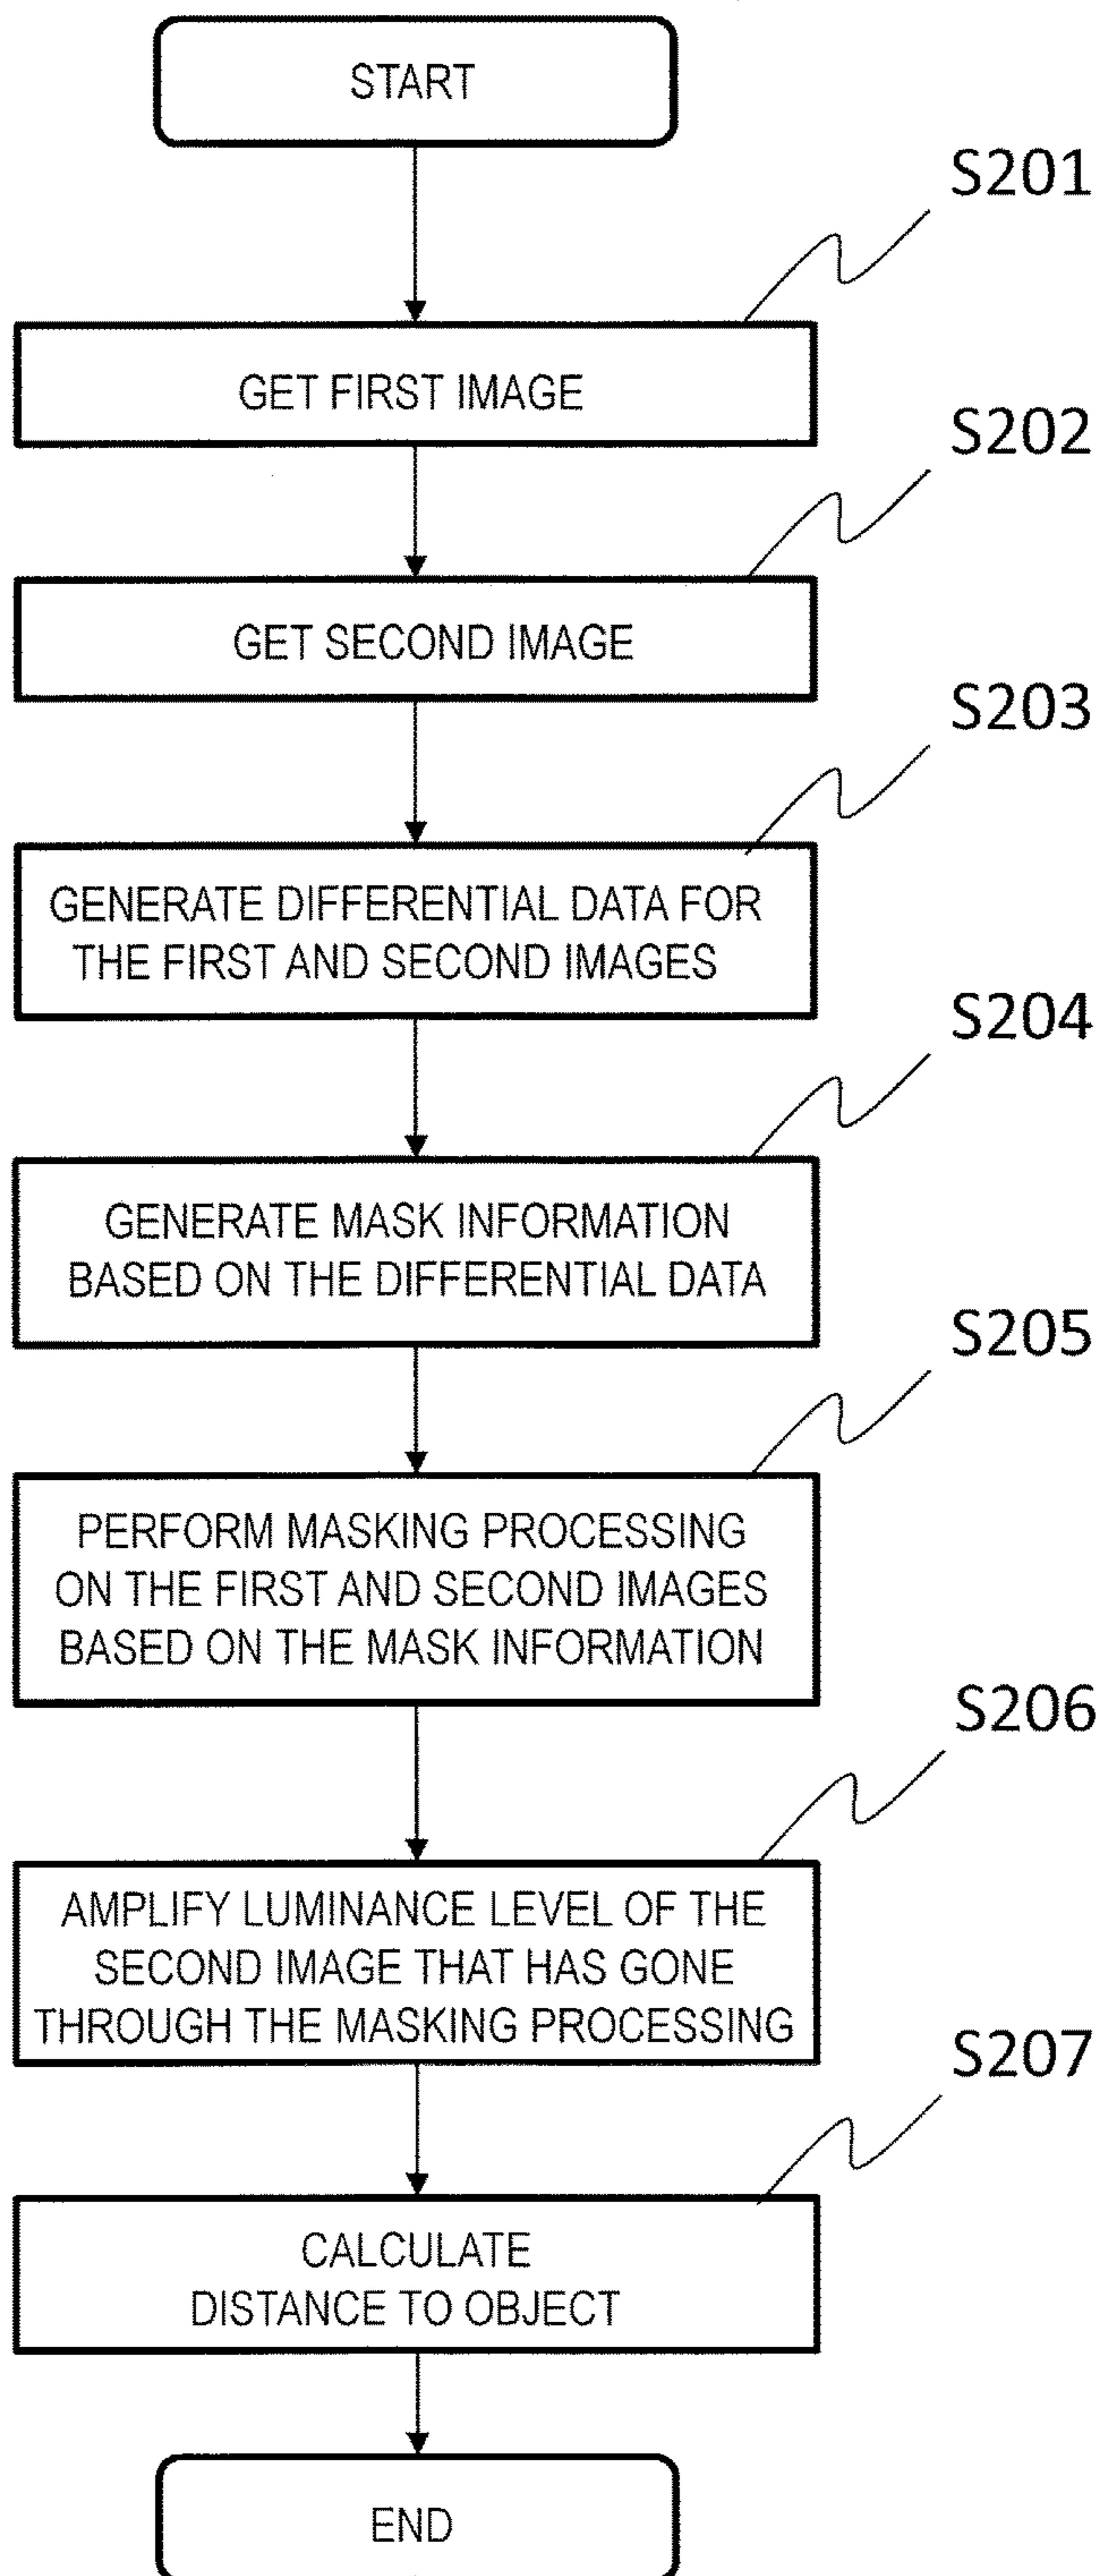 START
S201
GET FIRST IMAGE
S202
GET SECOND IMAGE
S203
GENERATE DIFFERENTIAL DATA FOR
THE FIRST AND SECOND IMAGES
S204
GENERATE MASK INFORMATION
BASED ON THE DIFFERENTIAL DATA
S205
PERFORM MASKING PROCESSING
ON THE FIRST AND SECOND IMAGES
BASED ON THE MASK INFORMATION
S206
AMPLIFY LUMINANCE LEVEL OF THE
SECOND IMAGE THAT HAS GONE
THROUGH THE MASKING PROCESSING
S207
CALCULATE
DISTANCE TO OBJECT
END